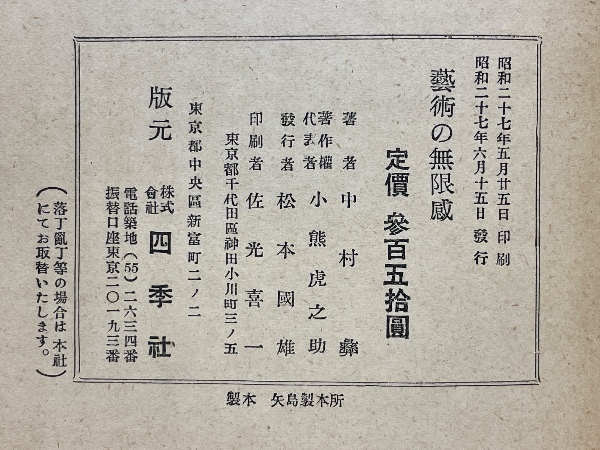 昭和二十七年五月廿五日 印刷
昭和二十七年六月十五日 發行
藝術の無限感
定價 參百五拾圓
著者 中村彝
著作權代表者 小熊虎之助
發行者 松本國雄
印刷者 佐光喜一
東京都千代田區神田小川町三ノ五
東京都中央區新富町二ノ二
版元 株式會社 四季社
電話築地(55)二六三四番
振替口座東京二〇一九三番
(落丁亂丁等の場合は本社
にてお取替いたします。)
製本 矢島製本所